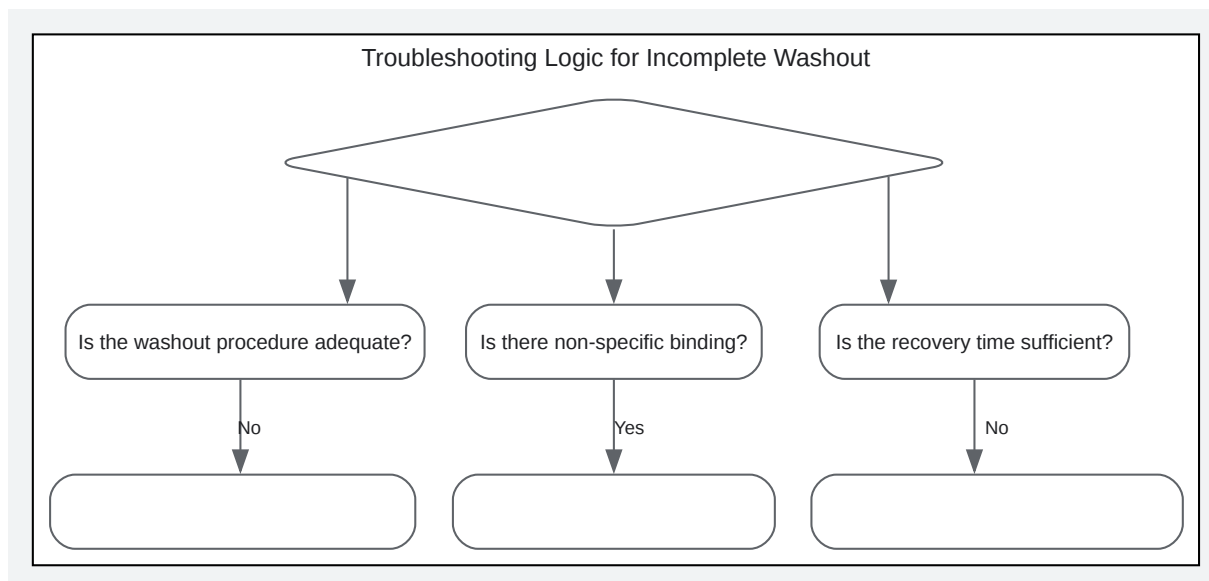 Troubleshooting Logic for Incomplete Washout
Is the washout procedure adequate?
Is there non-specific binding?
Is the recovery time sufficient?
No
Yes
No